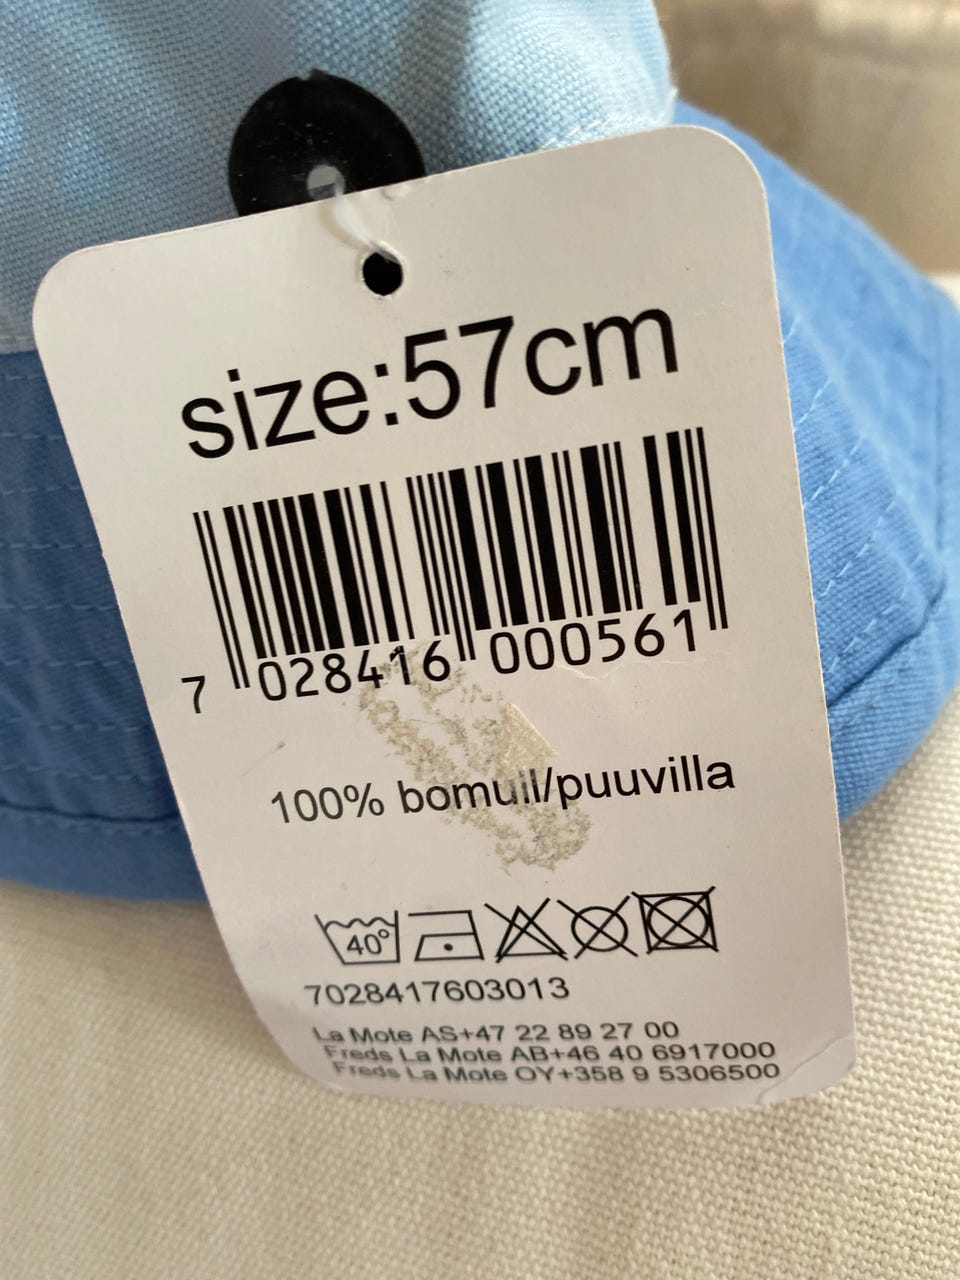 size:57cm
7 028416 000561
100% bomull/puuvilla
40°
7028417603013
La Mote AS+47 22 89 27 00
Freds La Mote AB+46 40 6917000
Freds La Mote OY+358 9 5306500